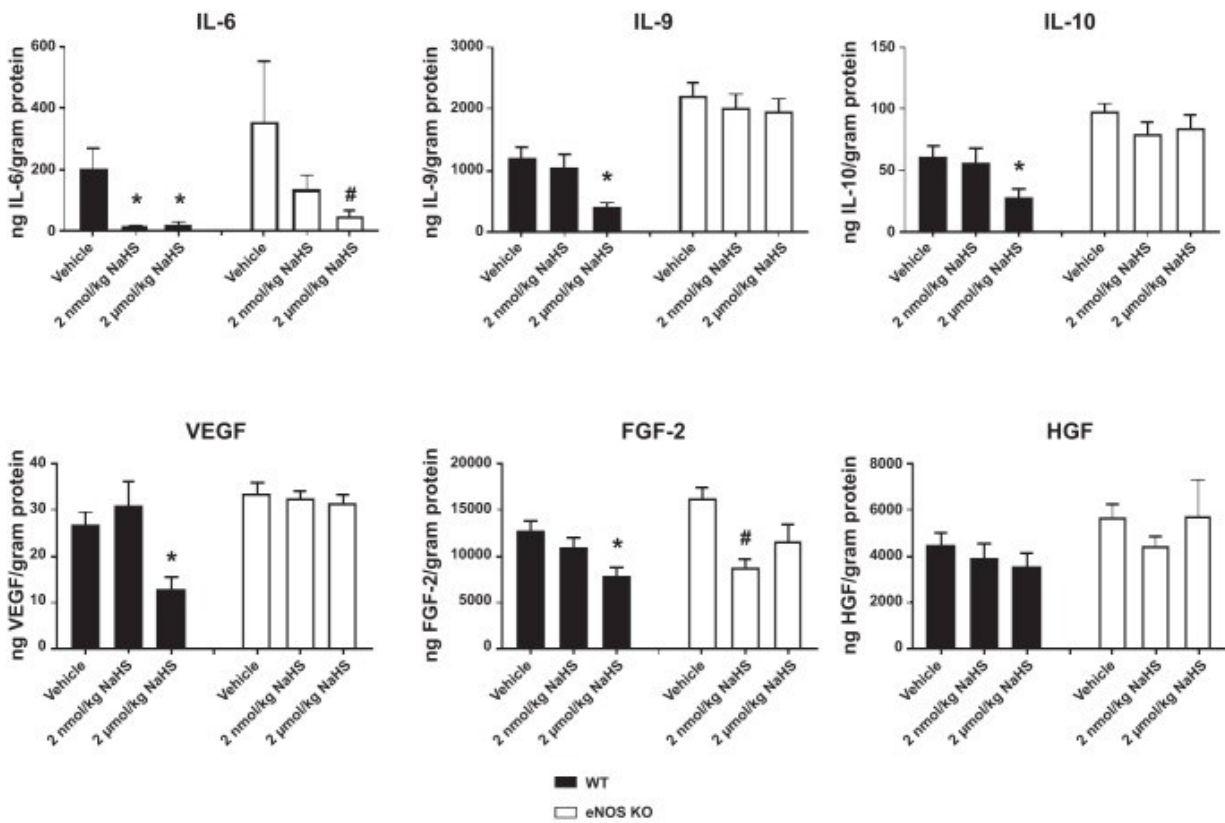 IL-6
ng IL-6/gram protein
600
400
200
0
*
*
#
Vehicle
2 nmol/kg NaHS
2 µmol/kg NaHS
Vehicle
2 nmol/kg NaHS
2 µmol/kg NaHS
IL-9
ng IL-9/gram protein
3000
2000
1000
0
*
Vehicle
2 nmol/kg NaHS
2 µmol/kg NaHS
Vehicle
2 nmol/kg NaHS
2 µmol/kg NaHS
IL-10
ng IL-10/gram protein
150
100
50
0
*
Vehicle
2 nmol/kg NaHS
2 µmol/kg NaHS
Vehicle
2 nmol/kg NaHS
2 µmol/kg NaHS
VEGF
ng VEGF/gram protein
40
30
20
10
0
*
Vehicle
2 nmol/kg NaHS
2 µmol/kg NaHS
Vehicle
2 nmol/kg NaHS
2 µmol/kg NaHS
FGF-2
ng FGF-2/gram protein
20000
15000
10000
5000
0
*
#
Vehicle
2 nmol/kg NaHS
2 µmol/kg NaHS
Vehicle
2 nmol/kg NaHS
2 µmol/kg NaHS
HGF
ng HGF/gram protein
8000
6000
4000
2000
0
Vehicle
2 nmol/kg NaHS
2 µmol/kg NaHS
Vehicle
2 nmol/kg NaHS
2 µmol/kg NaHS
WT
eNOS KO